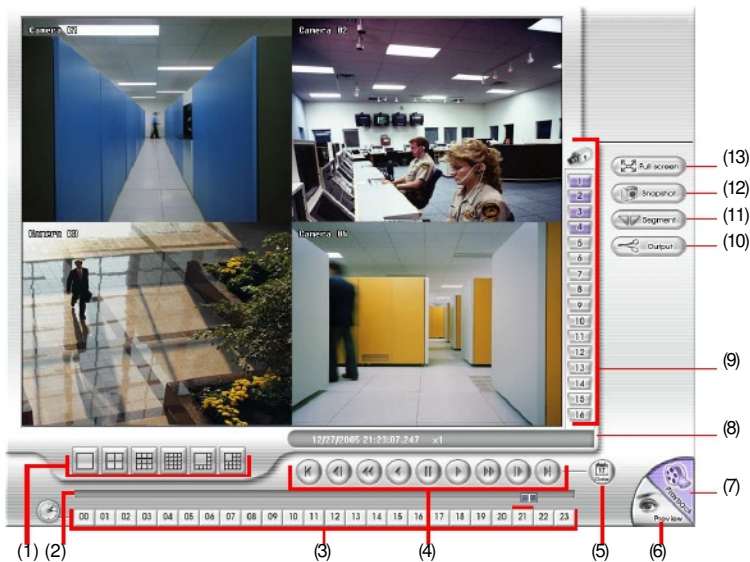 Camera 01
Camera 02
Camera 03
Camera 04
1
2
3
4
5
6
7
8
9
10
11
12
13
14
15
16
Full screen
Snapshot
Segment
Output
(13)
(12)
(11)
(10)
(9)
(8)
(7)
12/27/2005 21:23:07.247 x1
17
Date
Playback
Preview
00 01 02 03 04 05 06 07 08 09 10 11 12 13 14 15 16 17 18 19 20 21 22 23
(1) (2) (3) (4) (5) (6)